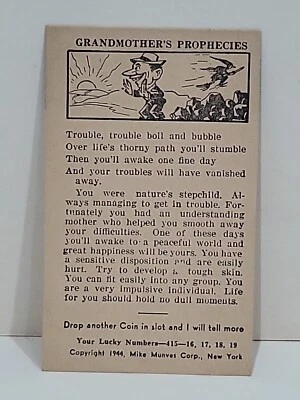 GRANDMOTHER'S PROPHECIES
Trouble, trouble boil and bubble
Over life's thorny path you'll stumble
Then you'll awake one fine day
And your troubles will have vanished
away.
You were nature's stepchild. Al-
ways managing to get in trouble. For-
tunately you had an understanding
mother who helped you smooth away
your difficulties. One of these days
you'll awake to a peaceful world and
great happiness will be yours. You have
a sensitive disposition and are easily
hurt. Try to develop a tough skin.
You can fit easily into any group. You
are a very impulsive individual. Life
for you should hold no dull moments.
Drop another Coin in slot and I will tell more
Your Lucky Numbers—415—16, 17, 18, 19
Copyright 1944, Mike Munves Corp., New York